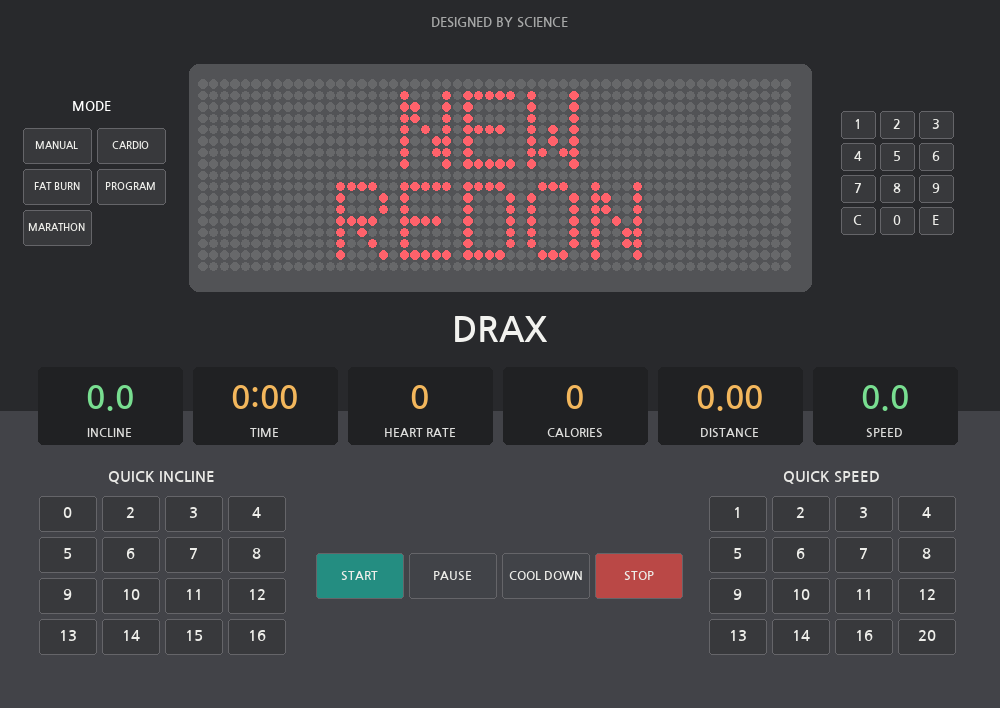 DESIGNED BY SCIENCE
MODE
MANUAL CARDIO
FAT BURN PROGRAM
MARATHON
NEW
REDON
1 2 3
4 5 6
7 8 9
C 0 E
DRAX
0.0 0:00 0 0 0.00 0.0
INCLINE TIME HEART RATE CALORIES DISTANCE SPEED
QUICK INCLINE
0 2 3 4
5 6 7 8
9 10 11 12
13 14 15 16
START PAUSE COOL DOWN STOP
QUICK SPEED
1 2 3 4
5 6 7 8
9 10 11 12
13 14 16 20